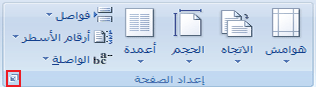 هوامش
الاتجاه
الحجم
أعمدة
فواصل
أرقام الأسطر
الواصلة
إعداد الصفحة